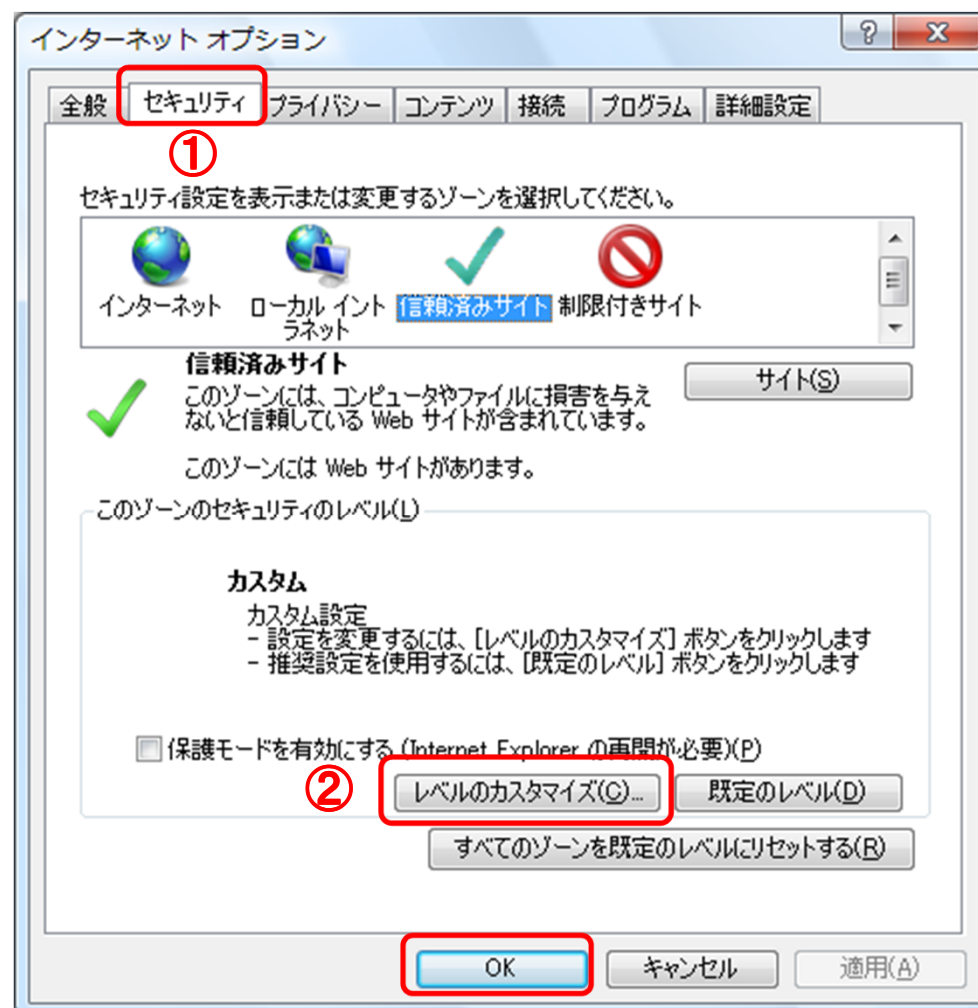 インターネット オプション
全般 セキュリティ プライバシー コンテンツ 接続 プログラム 詳細設定
①
セキュリティ設定を表示または変更するゾーンを選択してください。
インターネット ローカル イント 信頼済みサイト 制限付きサイト
ラネット
信頼済みサイト
サイト(S)
このゾーンには、コンピュータやファイルに損害を与え
ないと信頼している Web サイトが含まれています。
このゾーンには Web サイトがあります。
このゾーンのセキュリティのレベル(L)
カスタム
カスタム設定
- 設定を変更するには、[レベルのカスタマイズ] ボタンをクリックします
- 推奨設定を使用するには、[既定のレベル] ボタンをクリックします
保護モードを有効にする (Internet Explorer の再開が必要)(P)
② レベルのカスタマイズ(C)... 既定のレベル(D)
すべてのゾーンを既定のレベルにリセットする(R)
OK キャンセル 適用(A)